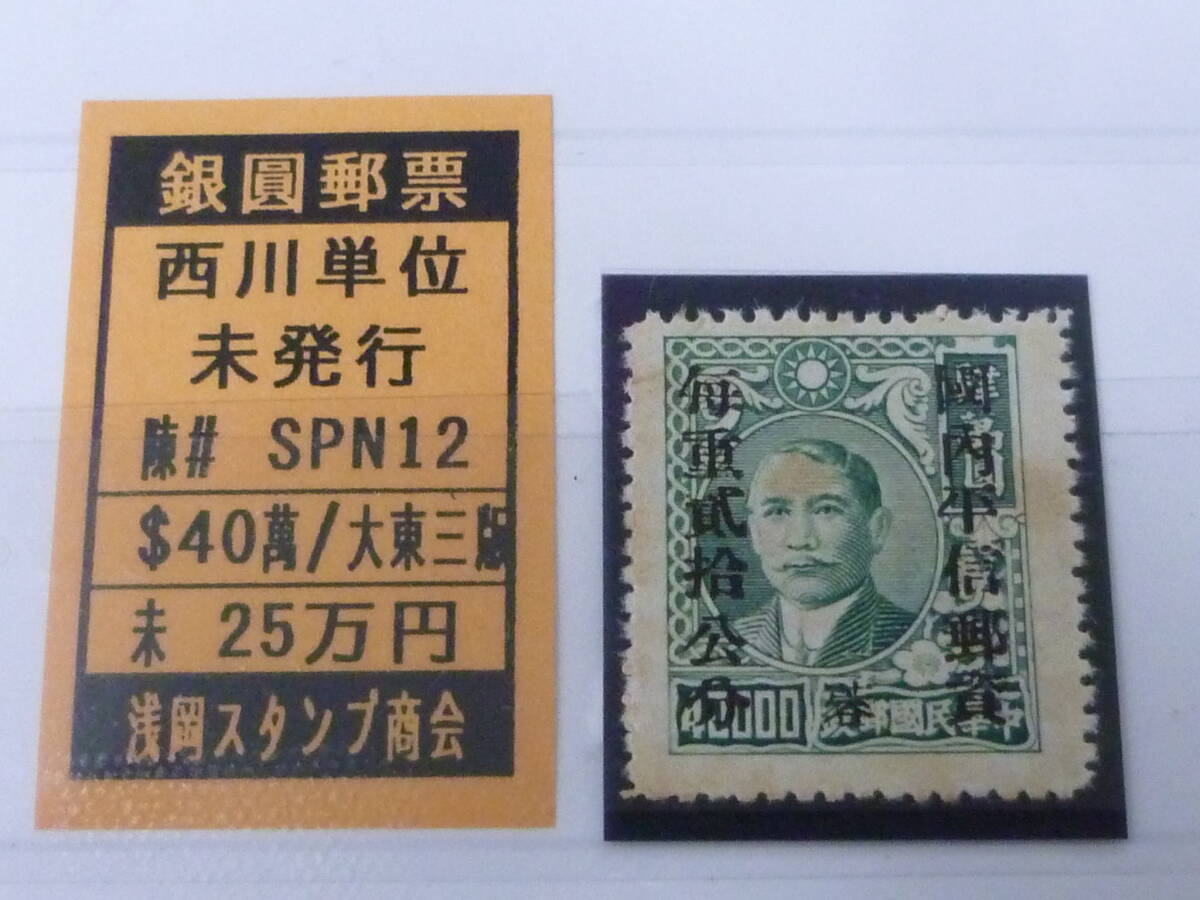 銀圓郵票
西川単位
未発行
陳# SPN12
$40萬/大東三版
未 25万円
浅岡スタンプ商会
國內平信郵資
每重貳拾公分
蓉
中華民國郵政